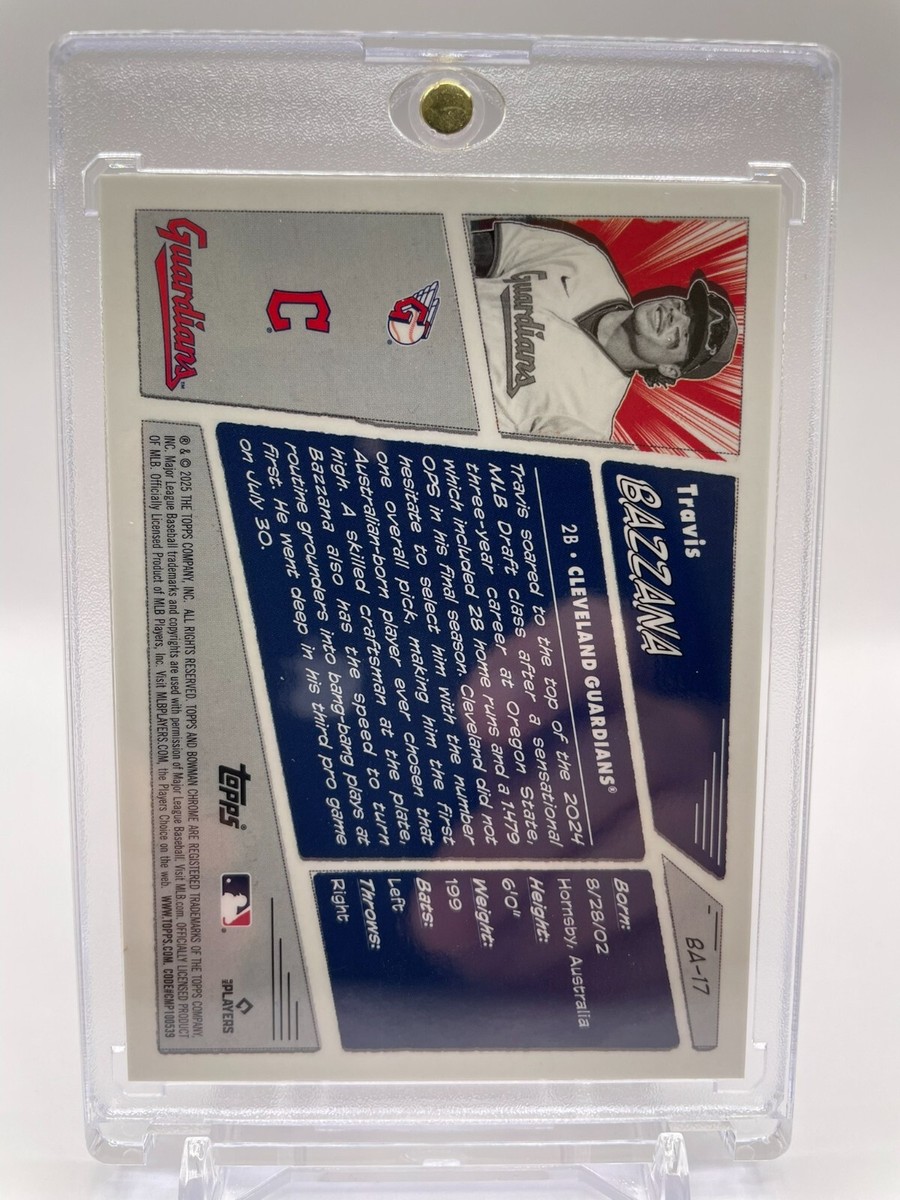 Guardians
Travis
BAZZANA
BA-17
2B • CLEVELAND GUARDIANS®
Travis soared to the top of the 2024
MLB Draft class after a sensational
three-year career at Oregon State,
which included 28 home runs and a 1.479
OPS in his final season. Cleveland did not
hesitate to select him with the number
one overall pick, making him the first
Australian-born player ever chosen that
high. A skilled craftsman at the plate,
Bazzana also has the speed to turn
routine grounders into bang-bang plays at
first. He went deep in his third pro game
on July 30.
Born:
8/28/02
Hornsby, Australia
Height:
6'0"
Weight:
199
Bats:
Left
Throws:
Right
C
Guardians™
topps®
PLAYERS
® & © 2025 THE TOPPS COMPANY, INC. ALL RIGHTS RESERVED. TOPPS AND BOWMAN CHROME ARE REGISTERED TRADEMARKS OF THE TOPPS COMPANY,
INC. Major League Baseball trademarks and copyrights are used with permission of Major League Baseball. Visit MLB.com. OFFICIALLY LICENSED PRODUCT
OF MLB. Officially Licensed Product of MLB Players, Inc. Visit MLBPLAYERS.COM, the Players Choice on the web. WWW.TOPPS.COM. CODE#CMP100539